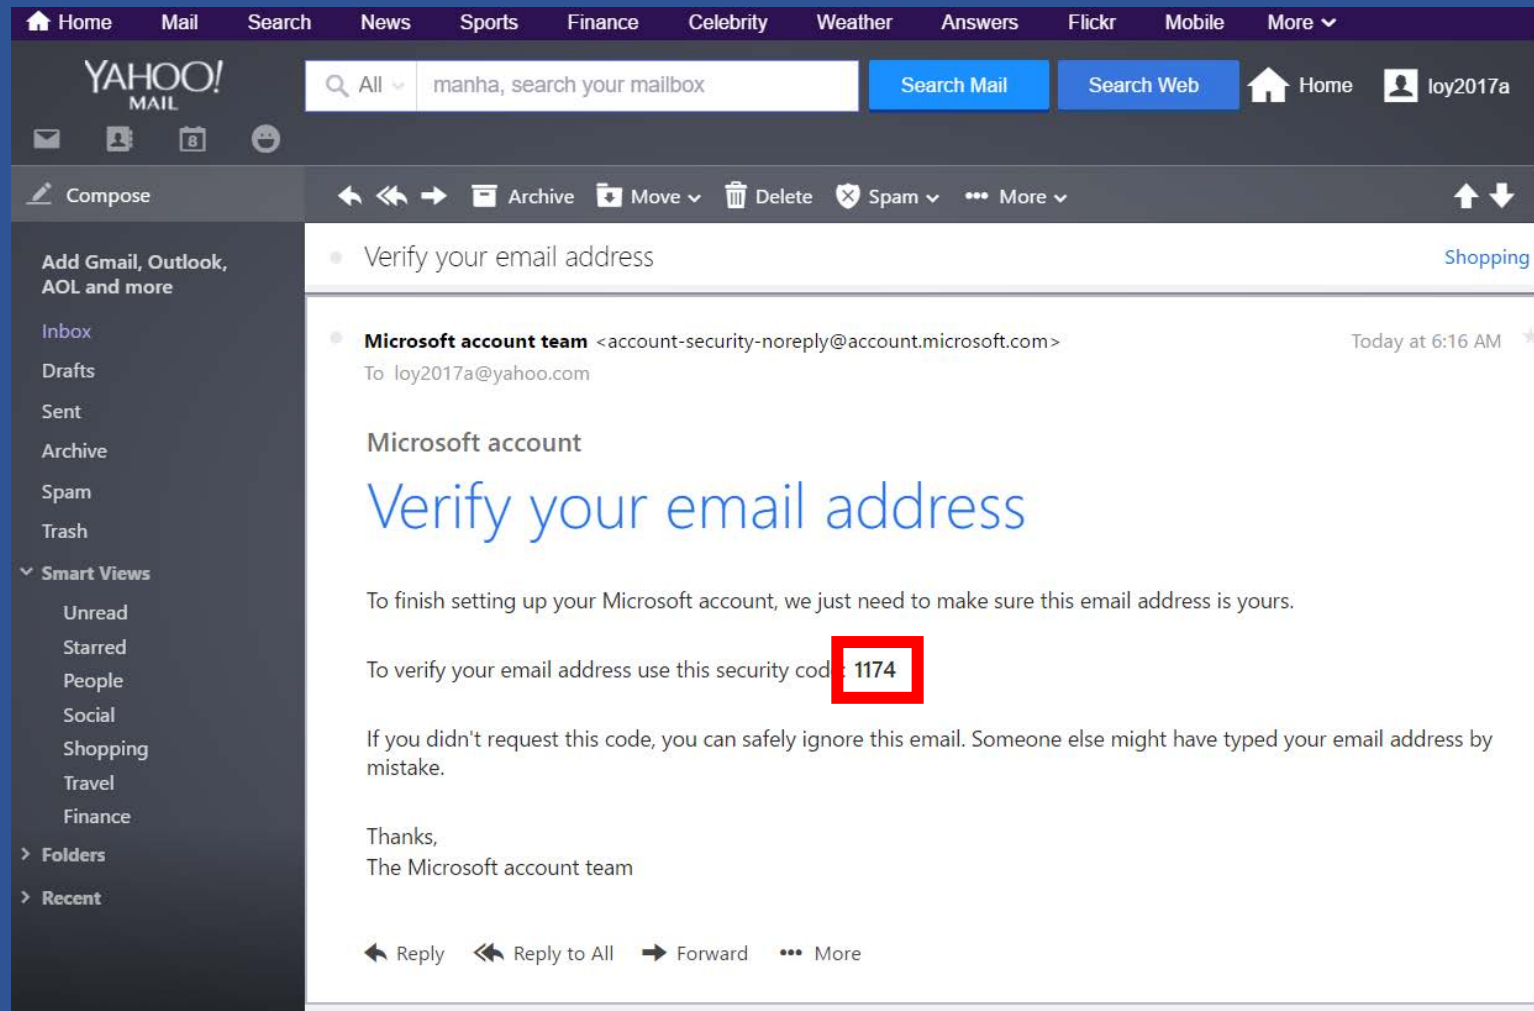 Home Mail Search News Sports Finance Celebrity Weather Answers Flickr Mobile More
YAHOO!
MAIL
All manha, search your mailbox Search Mail Search Web Home loy2017a
8
Compose Archive Move Delete Spam More
Verify your email address Shopping
Add Gmail, Outlook,
AOL and more
Inbox
Drafts
Sent
Archive
Spam
Trash
Smart Views
Unread
Starred
People
Social
Shopping
Travel
Finance
Folders
Recent
Microsoft account team <account-security-noreply@account.microsoft.com> Today at 6:16 AM
To loy2017a@yahoo.com
Microsoft account
Verify your email address
To finish setting up your Microsoft account, we just need to make sure this email address is yours.
To verify your email address use this security code: 1174
If you didn't request this code, you can safely ignore this email. Someone else might have typed your email address by
mistake.
Thanks,
The Microsoft account team
Reply Reply to All Forward More